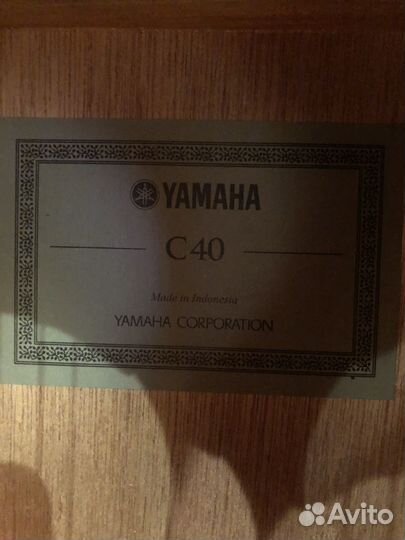 YAMAHA
C40
Made in Indonesia
YAMAHA CORPORATION
Avito